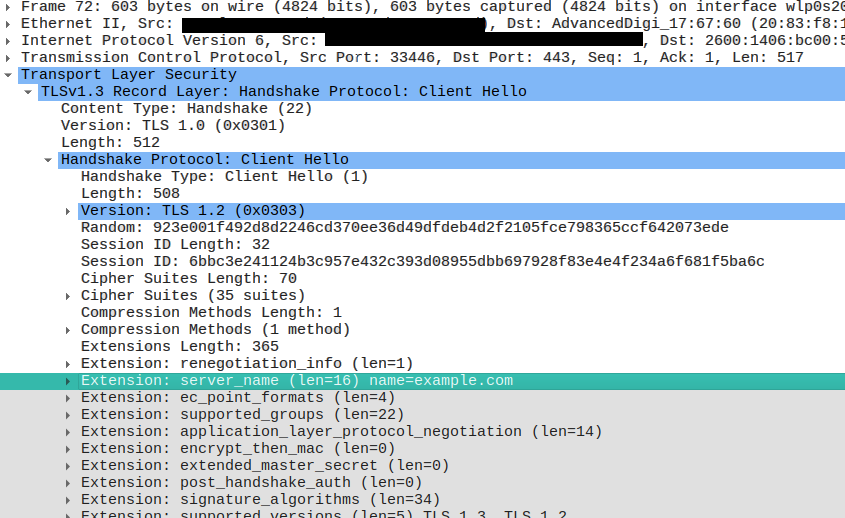 Frame 72: 603 bytes on wire (4824 bits), 603 bytes captured (4824 bits) on interface wlp0s20
Ethernet II, Src: ), Dst: AdvancedDigi_17:67:60 (20:83:f8:1
Internet Protocol Version 6, Src: , Dst: 2600:1406:bc00:5
Transmission Control Protocol, Src Port: 33446, Dst Port: 443, Seq: 1, Ack: 1, Len: 517
Transport Layer Security
TLSv1.3 Record Layer: Handshake Protocol: Client Hello
Content Type: Handshake (22)
Version: TLS 1.0 (0x0301)
Length: 512
Handshake Protocol: Client Hello
Handshake Type: Client Hello (1)
Length: 508
Version: TLS 1.2 (0x0303)
Random: 923e001f492d8d2246cd370ee36d49dfdeb4d2f2105fce798365ccf642073ede
Session ID Length: 32
Session ID: 6bbc3e241124b3c957e432c393d08955dbb697928f83e4e4f234a6f681f5ba6c
Cipher Suites Length: 70
Cipher Suites (35 suites)
Compression Methods Length: 1
Compression Methods (1 method)
Extensions Length: 365
Extension: renegotiation_info (len=1)
Extension: server_name (len=16) name=example.com
Extension: ec_point_formats (len=4)
Extension: supported_groups (len=22)
Extension: application_layer_protocol_negotiation (len=14)
Extension: encrypt_then_mac (len=0)
Extension: extended_master_secret (len=0)
Extension: post_handshake_auth (len=0)
Extension: signature_algorithms (len=34)
Extension: supported_versions (len=5) TLS 1.3, TLS 1.2